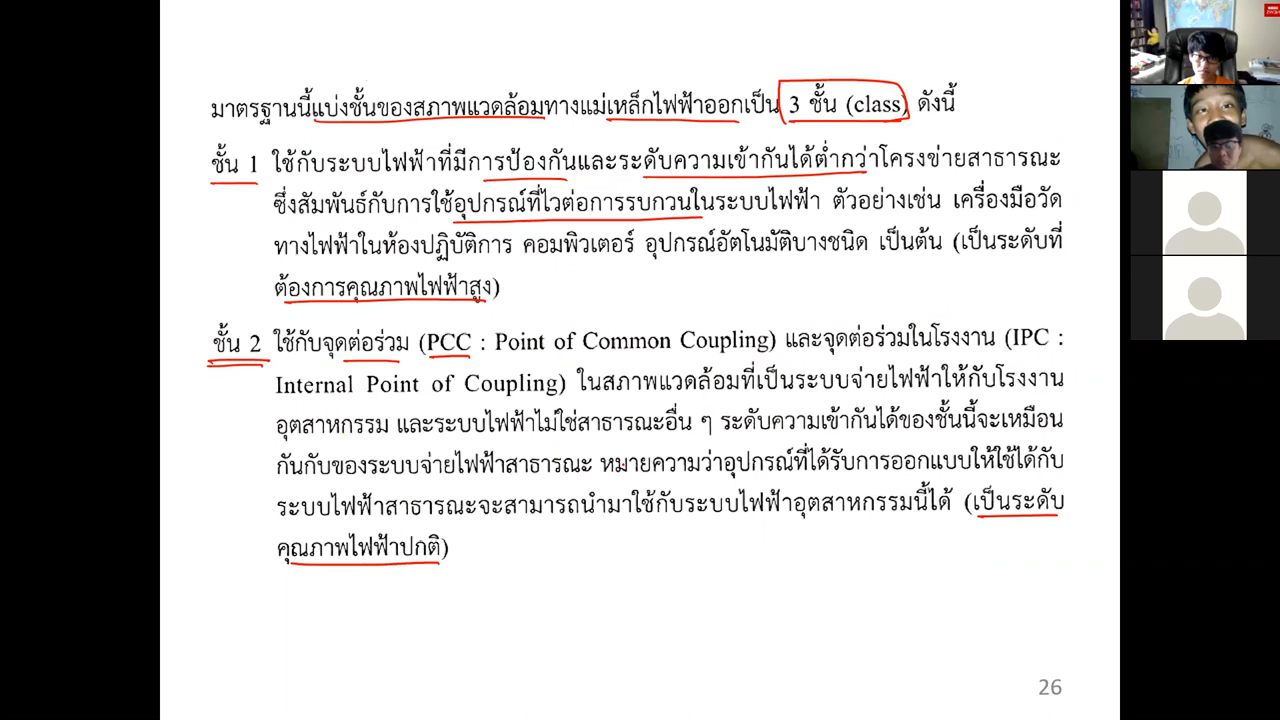 มาตรฐานนี้แบ่งชั้นของสภาพแวดล้อมทางแม่เหล็กไฟฟ้าออกเป็น 3 ชั้น (class) ดังนี้
ชั้น 1 ใช้กับระบบไฟฟ้าที่มีการป้องกันและระดับความเข้ากันได้ต่ำกว่าโครงข่ายสาธารณะ
ซึ่งสัมพันธ์กับการใช้อุปกรณ์ที่ไวต่อการรบกวนในระบบไฟฟ้า ตัวอย่างเช่น เครื่องมือวัด
ทางไฟฟ้าในห้องปฏิบัติการ คอมพิวเตอร์ อุปกรณ์อัตโนมัติบางชนิด เป็นต้น (เป็นระดับที่
ต้องการคุณภาพไฟฟ้าสูง)
ชั้น 2 ใช้กับจุดต่อร่วม (PCC : Point of Common Coupling) และจุดต่อร่วมในโรงงาน (IPC :
Internal Point of Coupling) ในสภาพแวดล้อมที่เป็นระบบจ่ายไฟฟ้าให้กับโรงงาน
อุตสาหกรรม และระบบไฟฟ้าไม่ใช่สาธารณะอื่น ๆ ระดับความเข้ากันได้ของชั้นนี้จะเหมือน
กันกับของระบบจ่ายไฟฟ้าสาธารณะ หมายความว่าอุปกรณ์ที่ได้รับการออกแบบให้ใช้ได้กับ
ระบบไฟฟ้าสาธารณะจะสามารถนำมาใช้กับระบบไฟฟ้าอุตสาหกรรมนี้ได้ (เป็นระดับ
คุณภาพไฟฟ้าปกติ)
26